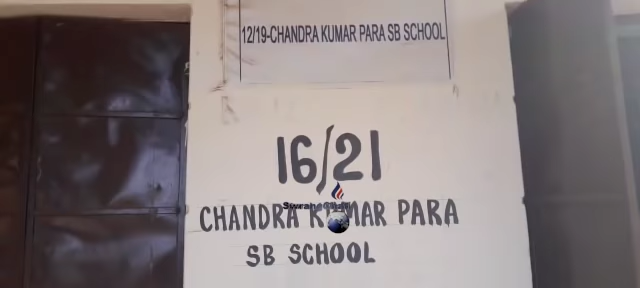 12/19-CHANDRA KUMAR PARA SB SCHOOL
16/21
CHANDRA KUMAR PARA
SB SCHOOL